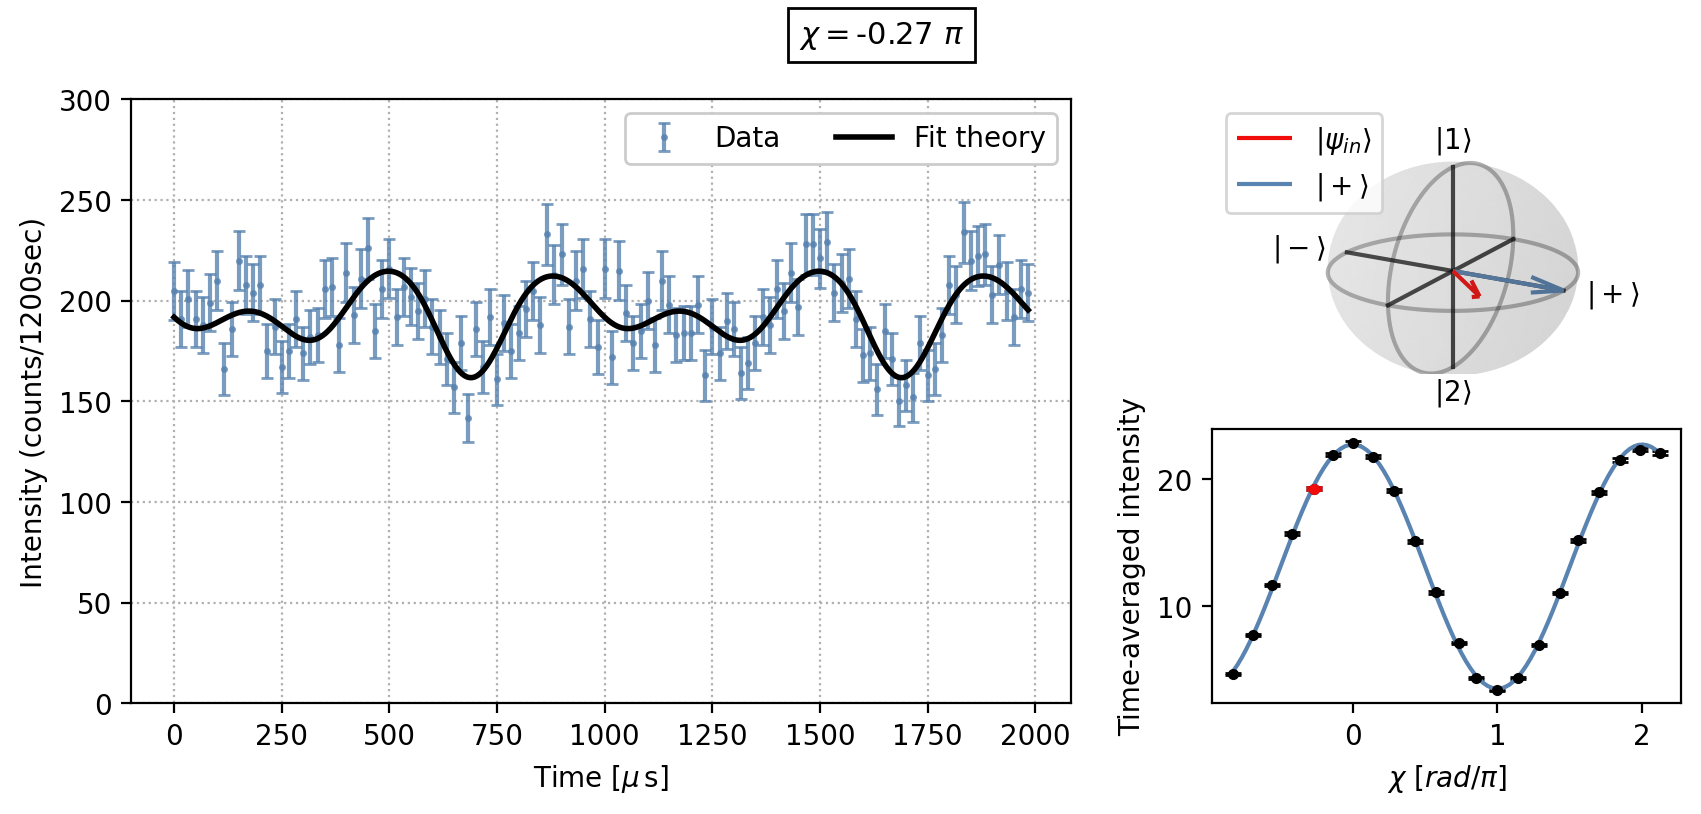 χ = -0.27 π
300
250
200
150
100
50
0
Intensity (counts/1200sec)
Data
Fit theory
0 250 500 750 1000 1250 1500 1750 2000
Time [μ s]
|ψin⟩
|+⟩
|1⟩
|−⟩
|+⟩
|2⟩
Time-averaged intensity
20
10
0 1 2
χ [rad/π]